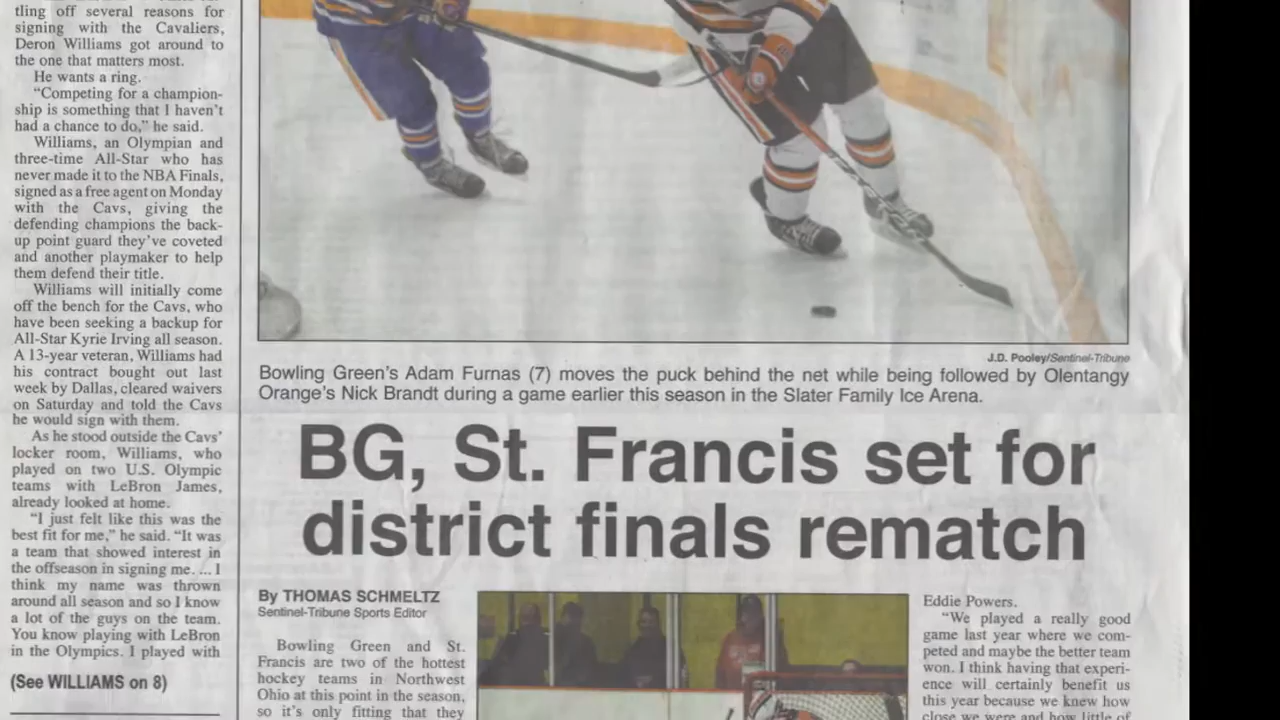 tling off several reasons for
signing with the Cavaliers,
Deron Williams got around to
the one that matters most.
He wants a ring.
“Competing for a champion-
ship is something that I haven’t
had a chance to do,” he said.
Williams, an Olympian and
three-time All-Star who has
never made it to the NBA Finals,
signed as a free agent on Monday
with the Cavs, giving the
defending champions the back-
up point guard they’ve coveted
and another playmaker to help
them defend their title.
Williams will initially come
off the bench for the Cavs, who
have been seeking a backup for
All-Star Kyrie Irving all season.
A 13-year veteran, Williams had
his contract bought out last
week by Dallas, cleared waivers
on Saturday and told the Cavs
he would sign with them.
As he stood outside the Cavs’
locker room, Williams, who
played on two U.S. Olympic
teams with LeBron James,
already looked at home.
“I just felt like this was the
best fit for me,” he said. “It was
a team that showed interest in
the offseason in signing me. ... I
think my name was thrown
around all season and so I know
a lot of the guys on the team.
You know playing with LeBron
in the Olympics. I played with
(See WILLIAMS on 8)
J.D. Pooley/Sentinel-Tribune
Bowling Green’s Adam Furnas (7) moves the puck behind the net while being followed by Olentangy
Orange’s Nick Brandt during a game earlier this season in the Slater Family Ice Arena.
BG, St. Francis set for
district finals rematch
By THOMAS SCHMELTZ
Sentinel-Tribune Sports Editor
Bowling Green and St.
Francis are two of the hottest
hockey teams in Northwest
Ohio at this point in the season,
so it’s only fitting that they
Eddie Powers.
“We played a really good
game last year where we com-
peted and maybe the better team
won. I think having that experi-
ence will certainly benefit us
this year because we knew how
close we were and how little of